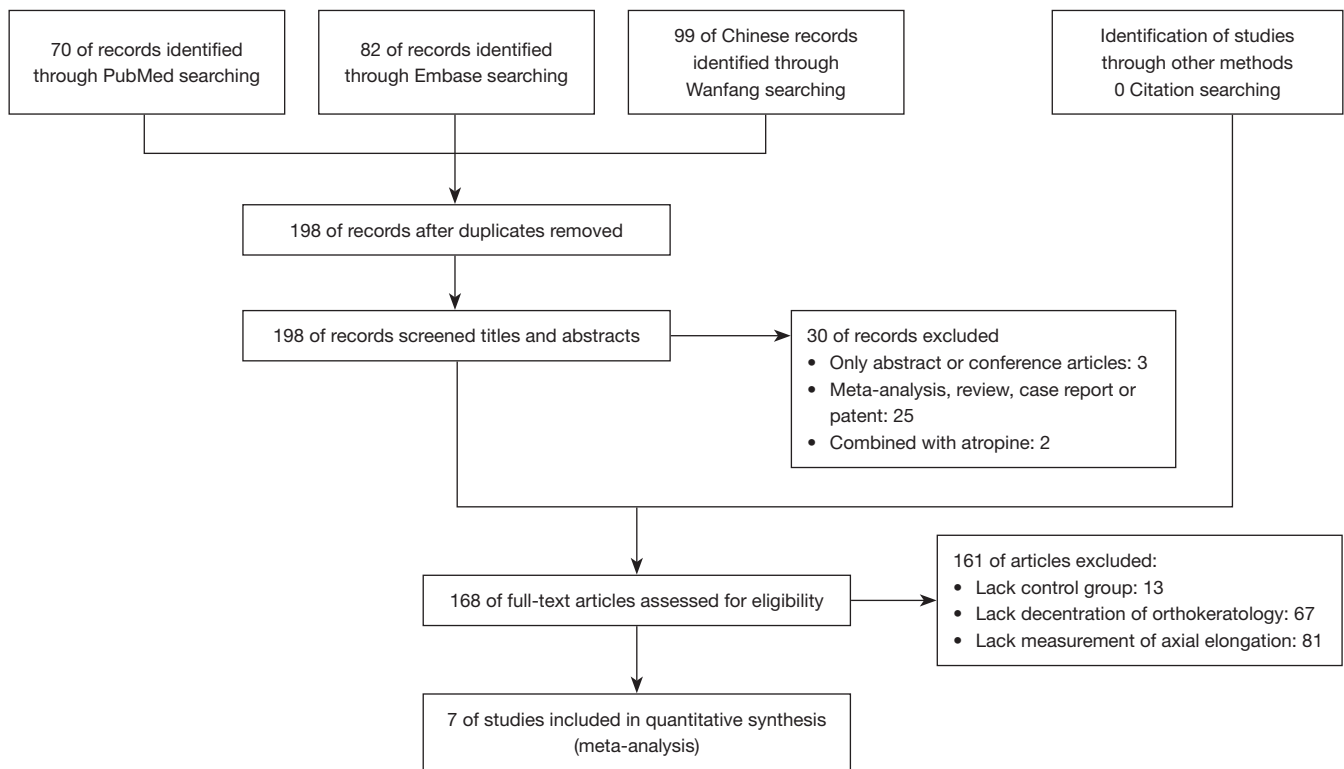 70 of records identified
through PubMed searching
82 of records identified
through Embase searching
99 of Chinese records
identified through
Wanfang searching
Identification of studies
through other methods
0 Citation searching
198 of records after duplicates removed
198 of records screened titles and abstracts
30 of records excluded
• Only abstract or conference articles: 3
• Meta-analysis, review, case report or
patent: 25
• Combined with atropine: 2
168 of full-text articles assessed for eligibility
161 of articles excluded:
• Lack control group: 13
• Lack decentration of orthokeratology: 67
• Lack measurement of axial elongation: 81
7 of studies included in quantitative synthesis
(meta-analysis)